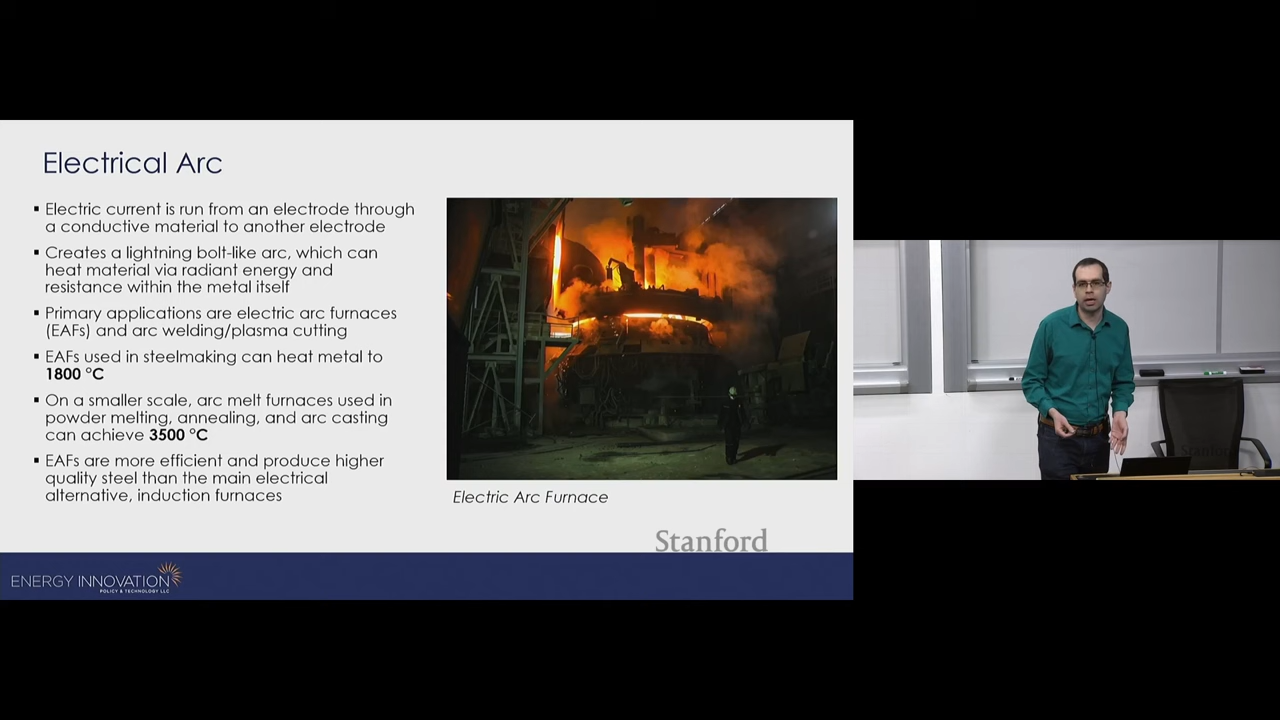 Electrical Arc
▪ Electric current is run from an electrode through
a conductive material to another electrode
▪ Creates a lightning bolt-like arc, which can
heat material via radiant energy and
resistance within the metal itself
▪ Primary applications are electric arc furnaces
(EAFs) and arc welding/plasma cutting
▪ EAFs used in steelmaking can heat metal to
1800 °C
▪ On a smaller scale, arc melt furnaces used in
powder melting, annealing, and arc casting
can achieve 3500 °C
▪ EAFs are more efficient and produce higher
quality steel than the main electrical
alternative, induction furnaces
Electric Arc Furnace
Stanford
ENERGY INNOVATION
POLICY & TECHNOLOGY LLC
Stanford